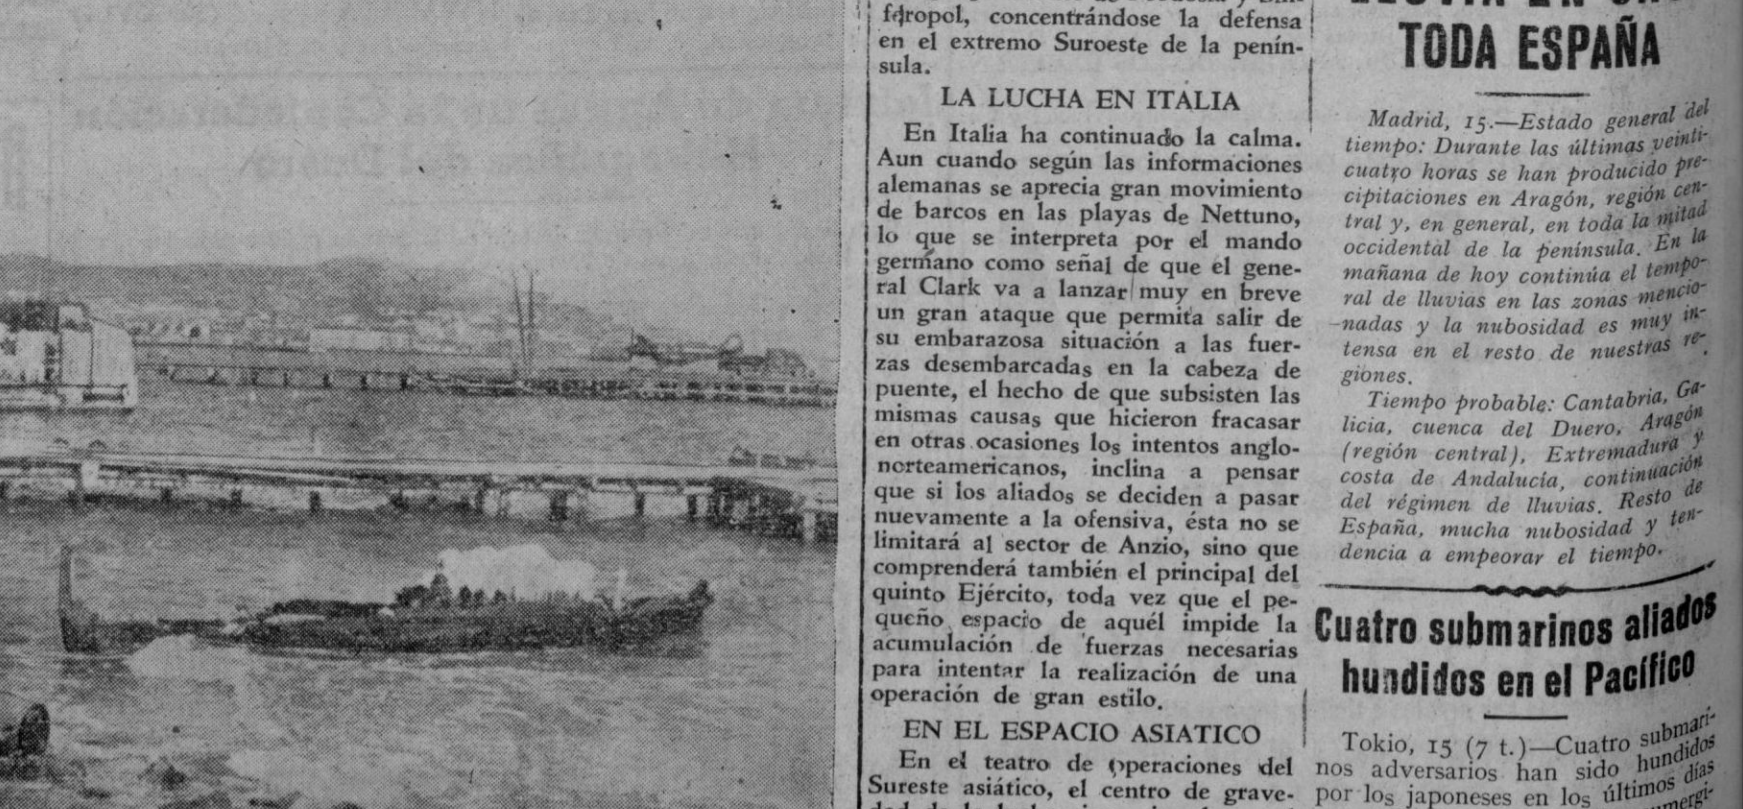 feropol, concentrándose la defensa
en el extremo Suroeste de la penín-
sula.
LA LUCHA EN ITALIA
En Italia ha continuado la calma.
Aun cuando según las informaciones
alemanas se aprecia gran movimiento
de barcos en las playas de Nettuno,
lo que se interpreta por el mando
germano como señal de que el gene-
ral Clark va a lanzar muy en breve
un gran ataque que permita salir de
su embarazosa situación a las fuer-
zas desembarcadas en la cabeza de
puente, el hecho de que subsisten las
mismas causas que hicieron fracasar
en otras ocasiones los intentos anglo-
norteamericanos, inclina a pensar
que si los aliados se deciden a pasar
nuevamente a la ofensiva, ésta no se
limitará al sector de Anzio, sino que
comprenderá también el principal del
quinto Ejército, toda vez que el pe-
queño espacio de aquél impide la
acumulación de fuerzas necesarias
para intentar la realización de una
operación de gran estilo.
EN EL ESPACIO ASIATICO
En el teatro de operaciones del
Sureste asiático, el centro de grave-
TODA ESPAÑA
Madrid, 15.—Estado general del
tiempo: Durante las últimas veinti-
cuatro horas se han producido pre-
cipitaciones en Aragón, región cen-
tral y, en general, en toda la mitad
occidental de la península. En la
mañana de hoy continúa el tempo-
ral de lluvias en las zonas mencio-
nadas y la nubosidad es muy in-
tensa en el resto de nuestras re-
giones.
Tiempo probable: Cantabria, Ga-
licia, cuenca del Duero, Aragón
(región central), Extremadura y
costa de Andalucía, continuación
del régimen de lluvias. Resto de
España, mucha nubosidad y ten-
dencia a empeorar el tiempo.
Cuatro submarinos aliados
hundidos en el Pacífico
Tokio, 15 (7 t.)—Cuatro submari-
nos adversarios han sido hundidos
por los japoneses en los últimos días